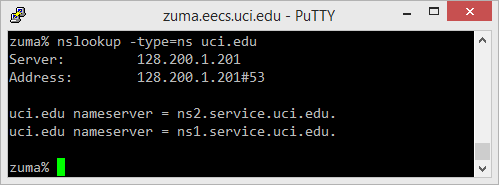 zuma.eecs.uci.edu - PuTTY
zuma% nslookup -type=ns uci.edu
Server:         128.200.1.201
Address:        128.200.1.201#53
uci.edu nameserver = ns2.service.uci.edu.
uci.edu nameserver = ns1.service.uci.edu.
zuma%